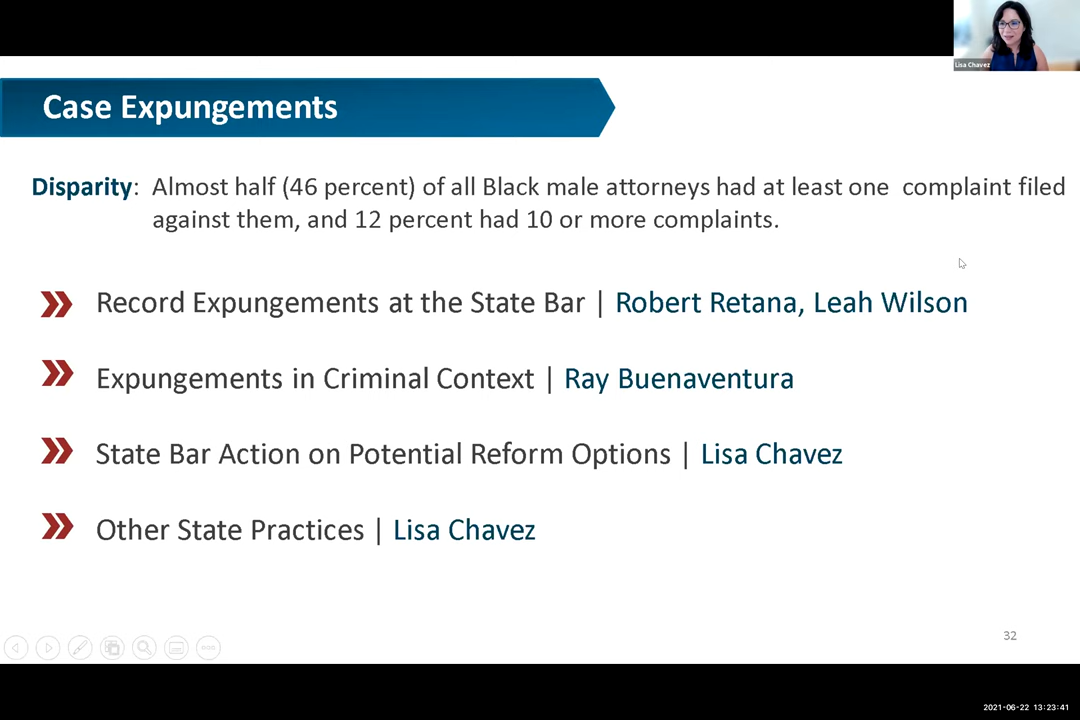 Lisa Chavez
Case Expungements
Disparity: Almost half (46 percent) of all Black male attorneys had at least one complaint filed
against them, and 12 percent had 10 or more complaints.
Record Expungements at the State Bar | Robert Retana, Leah Wilson
Expungements in Criminal Context | Ray Buenaventura
State Bar Action on Potential Reform Options | Lisa Chavez
Other State Practices | Lisa Chavez
32
2021-06-22 13:23:41